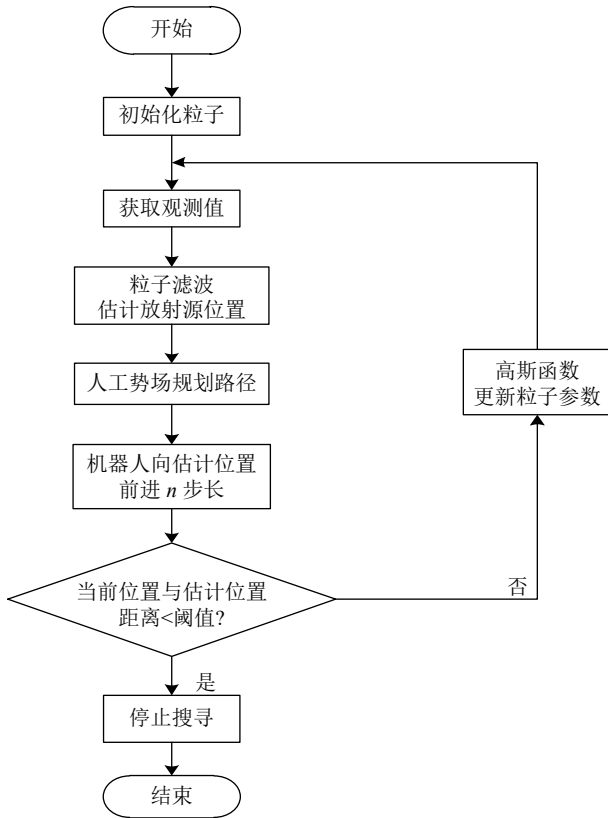 开始
初始化粒子
获取观测值
粒子滤波
估计放射源位置
人工势场规划路径
机器人向估计位置
前进 n 步长
当前位置与估计位置
距离<阈值?
否
高斯函数
更新粒子参数
是
停止搜寻
结束